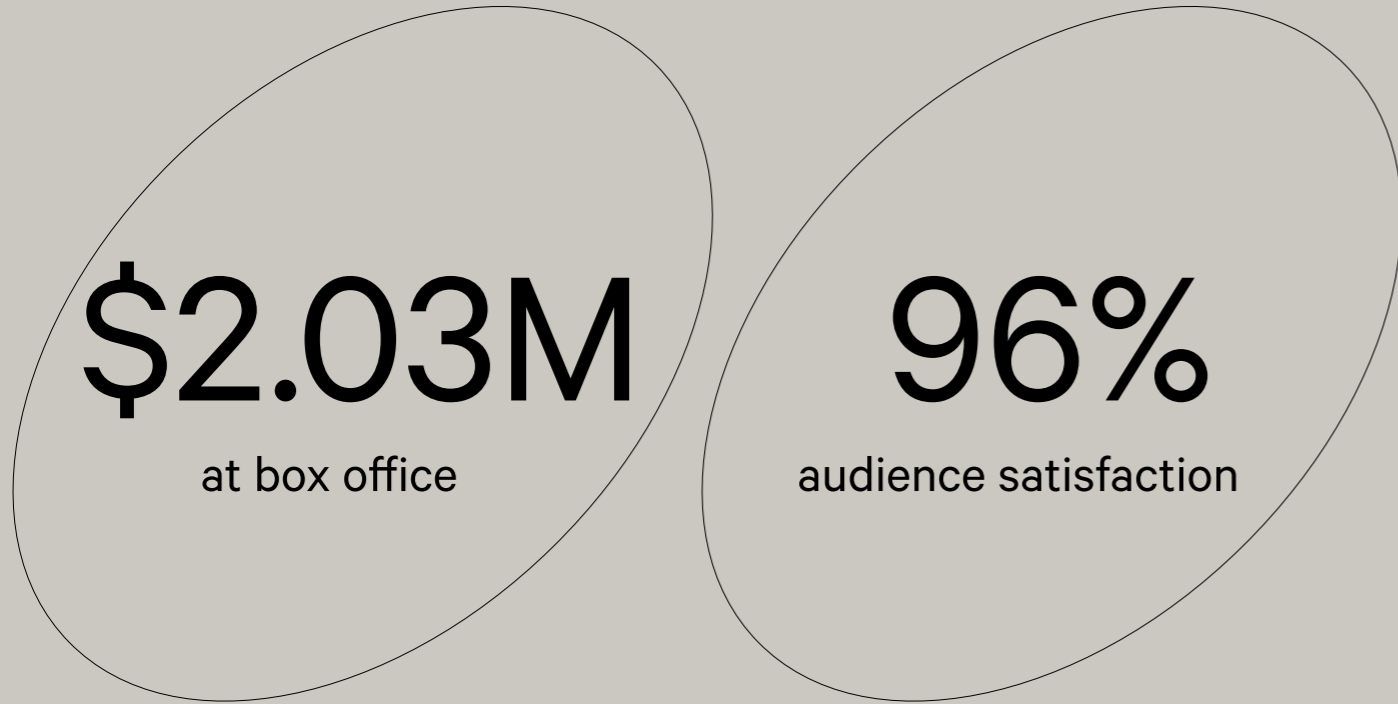 $2.03M
at box office
96%
audience satisfaction